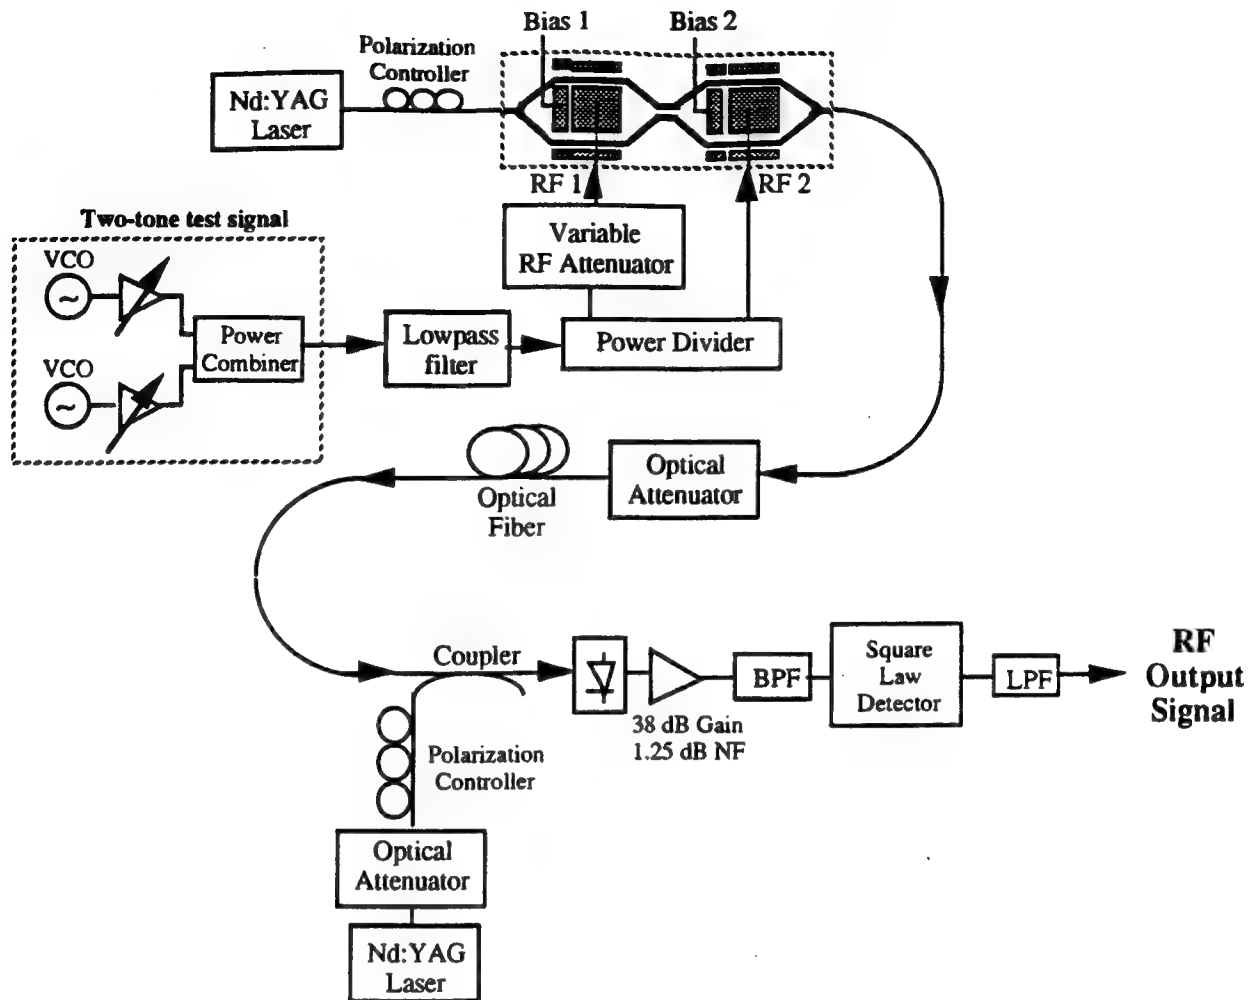 Bias 1
Bias 2
Polarization
Controller
Nd:YAG
Laser
RF 1
RF 2
Two-tone test signal
VCO
~
VCO
~
Power
Combiner
Variable
RF Attenuator
Lowpass
filter
Power Divider
Optical
Fiber
Optical
Attenuator
Coupler
38 dB Gain
1.25 dB NF
BPF
Square
Law
Detector
LPF
RF
Output
Signal
Polarization
Controller
Optical
Attenuator
Nd:YAG
Laser